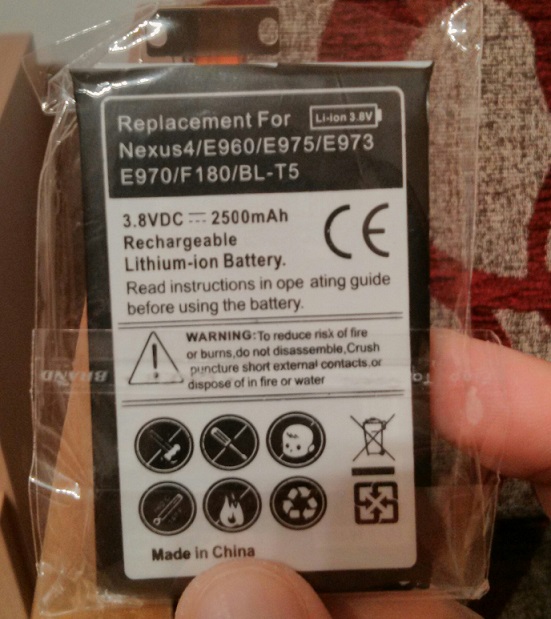 Replacement For Li-ion 3.8V
Nexus4/E960/E975/E973
E970/F180/BL-T5
3.8VDC ⎓ 2500mAh
Rechargeable
Lithium-ion Battery.
CE
Read instructions in ope ating guide
before using the battery.
WARNING:To reduce risk of fire
or burns,do not disassemble,Crush
puncture short external contacts,or
dispose of in fire or water
BRAND
Made in China